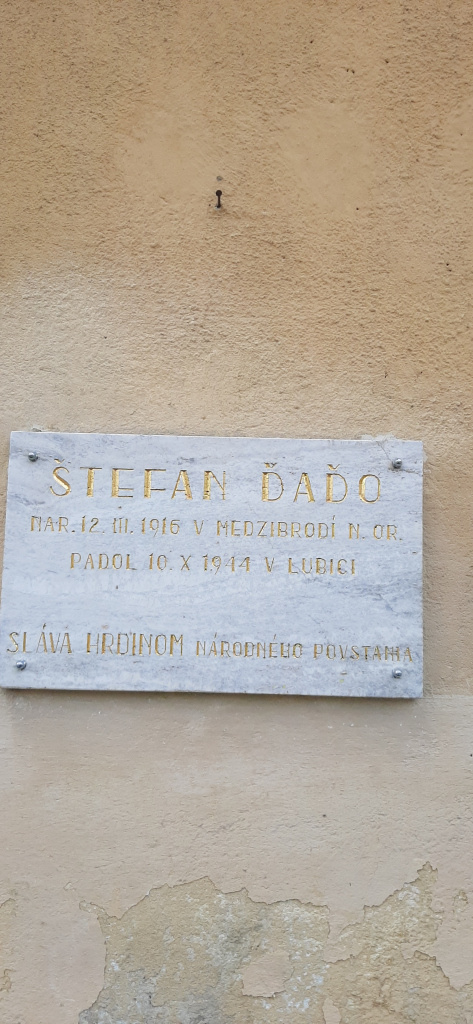 ŠTEFAN ĎAĎO
NAR. 12. III. 1916 V MEDZIBRODÍ N. OR.
PADOL 10. X 1944 V ĽUBICI
SLÁVA HRDINOM NÁRODNÉHO POVSTANIA